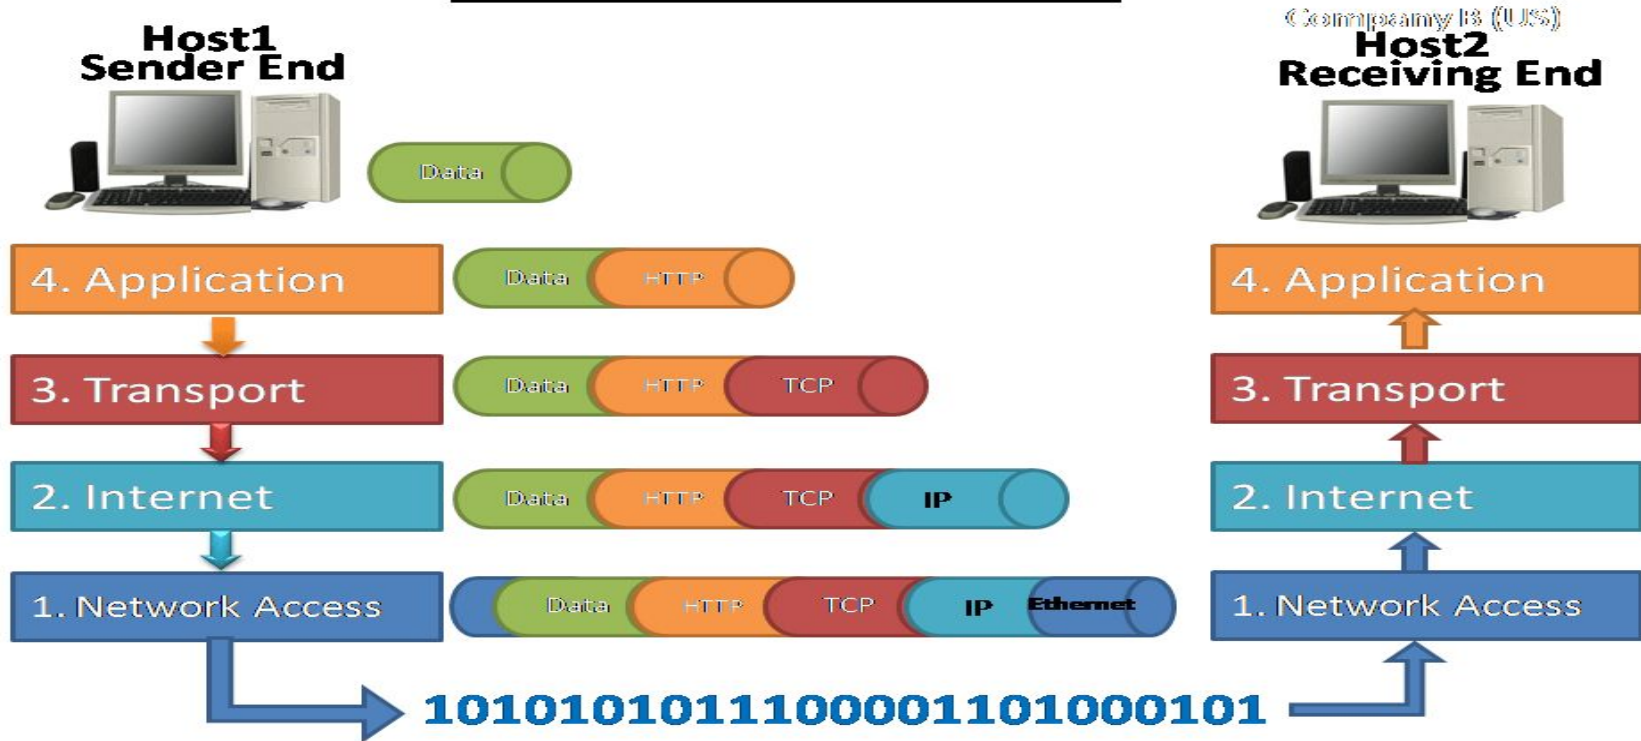 Host1
Sender End
Company B (US)
Host2
Receiving End
Data
4. Application
Data HTTP
4. Application
3. Transport
Data HTTP TCP
3. Transport
2. Internet
Data HTTP TCP IP
2. Internet
1. Network Access
Data HTTP TCP IP Ethernet
1. Network Access
1010101011100001101000101